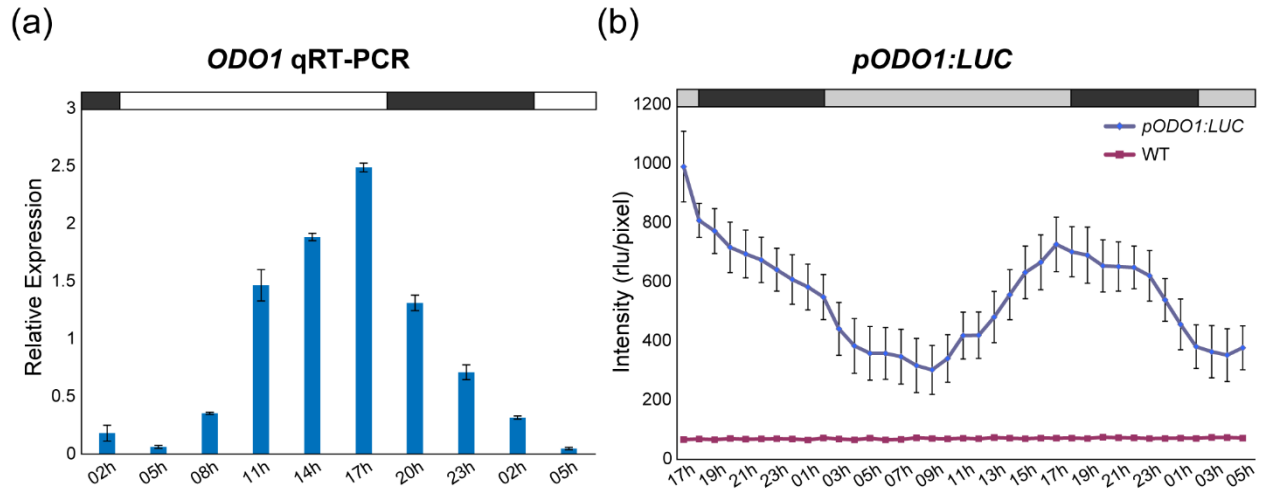 (a)
ODO1 qRT-PCR
3
2.5
2
1.5
1
0.5
0
Relative Expression
02h 05h 08h 11h 14h 17h 20h 23h 02h 05h
(b)
pODO1:LUC
1200
1000
800
600
400
200
0
Intensity (rlu/pixel)
pODO1:LUC
WT
17h 19h 21h 23h 01h 03h 05h 07h 09h 11h 13h 15h 17h 19h 21h 23h 01h 03h 05h